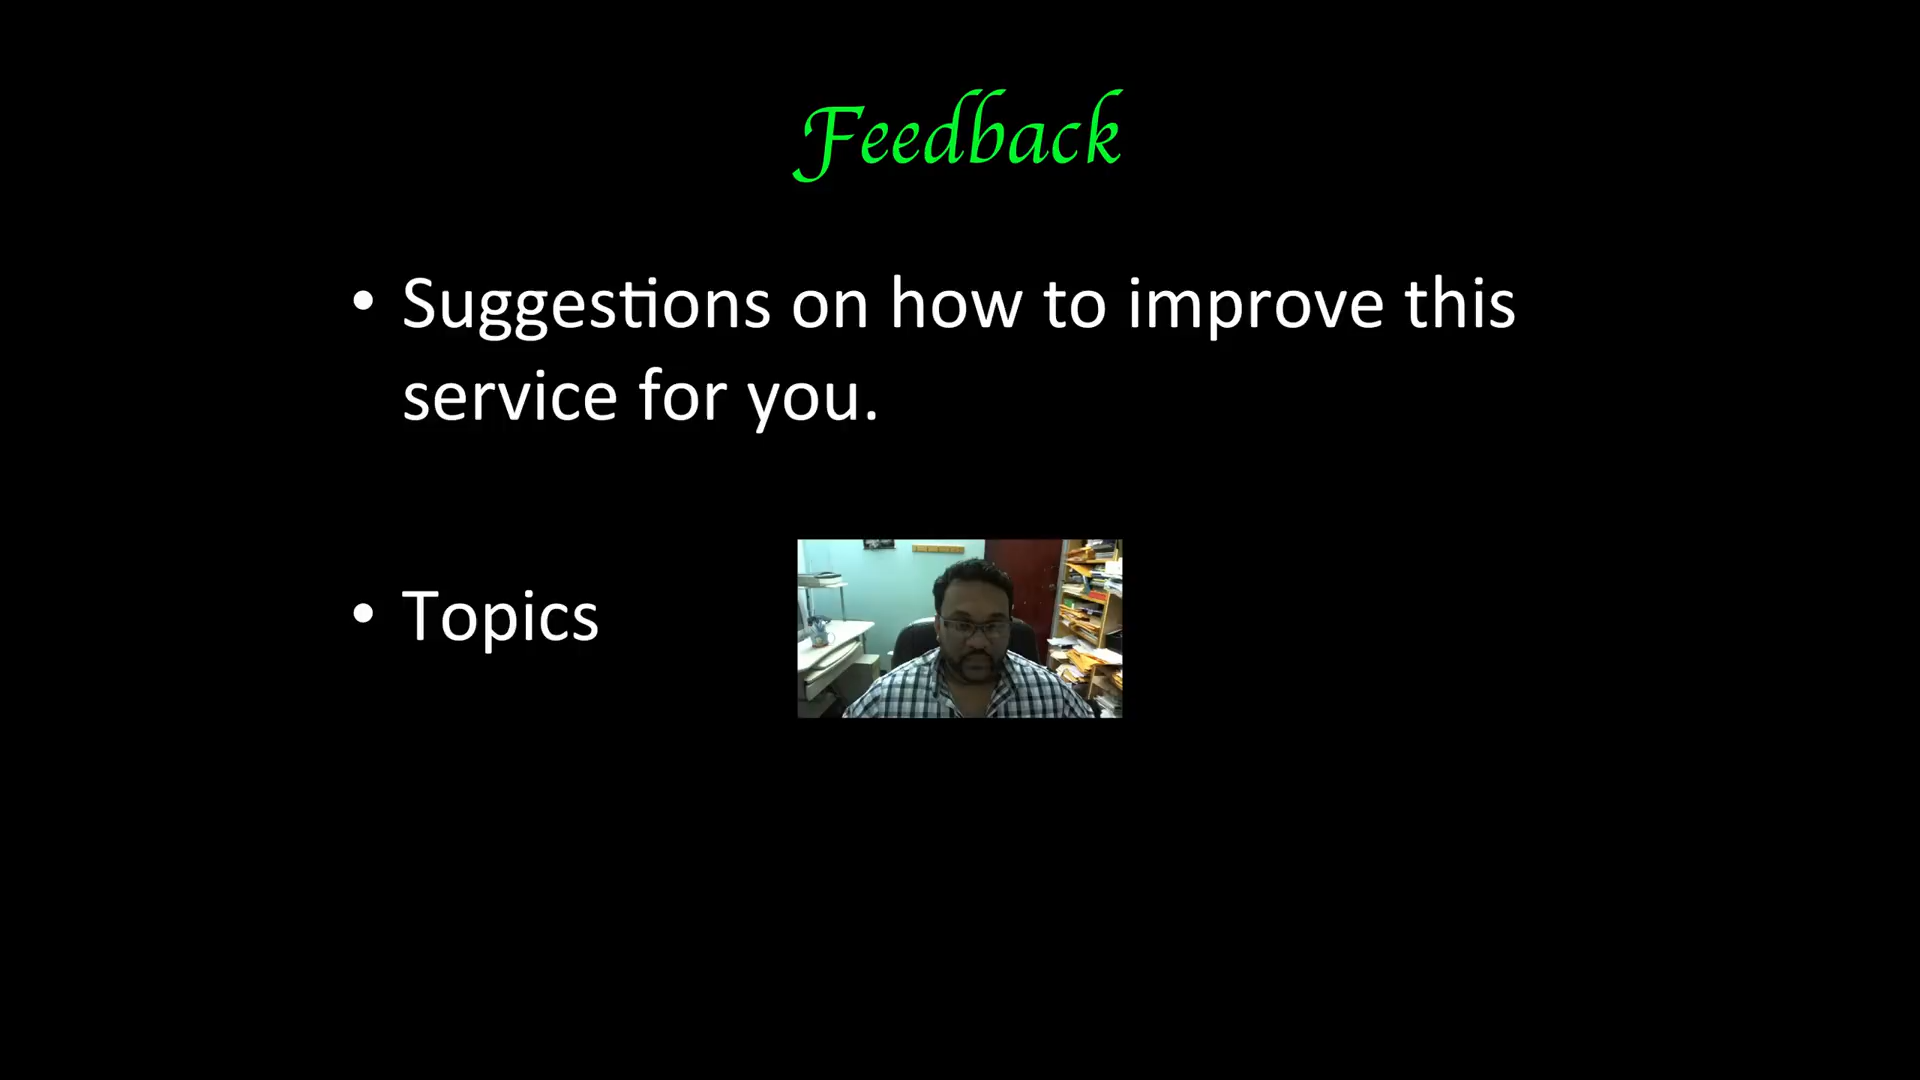 Feedback
• Suggestions on how to improve this
service for you.
• Topics